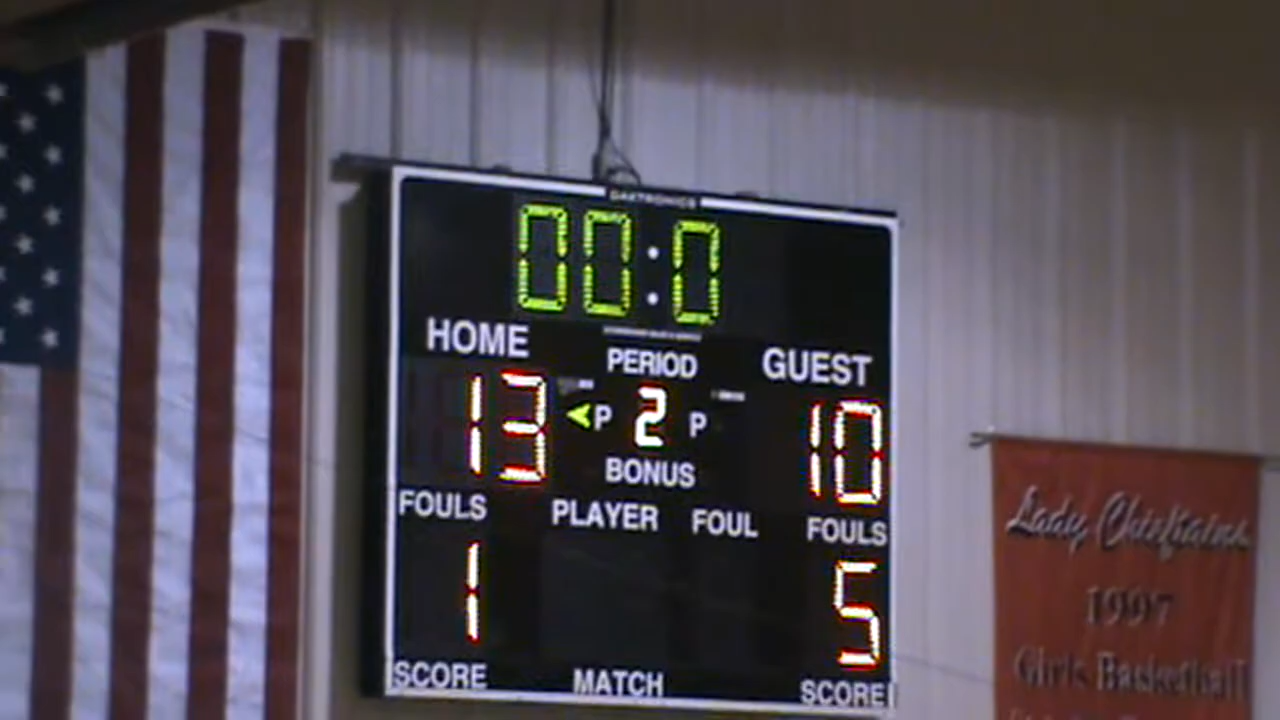 DAKTRONICS
00:0
HOME PERIOD GUEST
13 P 2 P 10
BONUS
FOULS PLAYER FOUL FOULS
1 5
SCORE MATCH SCORE
Lady Chieftains
1997
Girls Basketball